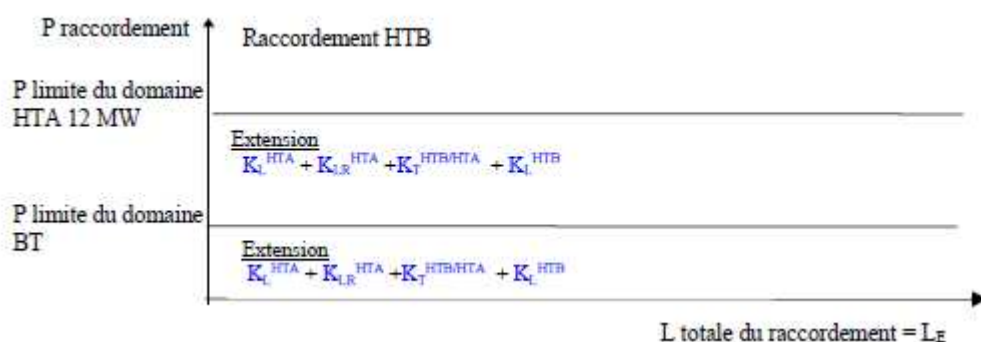 P raccordement
Raccordement HTB
P limite du domaine
HTA 12 MW
Extension
K_L^HTA + K_LR^HTA +K_T^HTB/HTA + K_L^HTB
P limite du domaine
BT
Extension
K_L^HTA + K_LR^HTA +K_T^HTB/HTA + K_L^HTB
L totale du raccordement = L_E